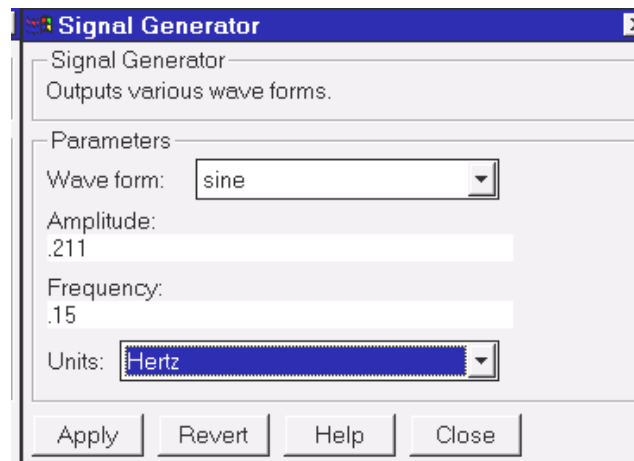 Signal Generator
Signal Generator
Outputs various wave forms.
Parameters
Wave form: sine
Amplitude:
.211
Frequency:
.15
Units: Hertz
Apply Revert Help Close